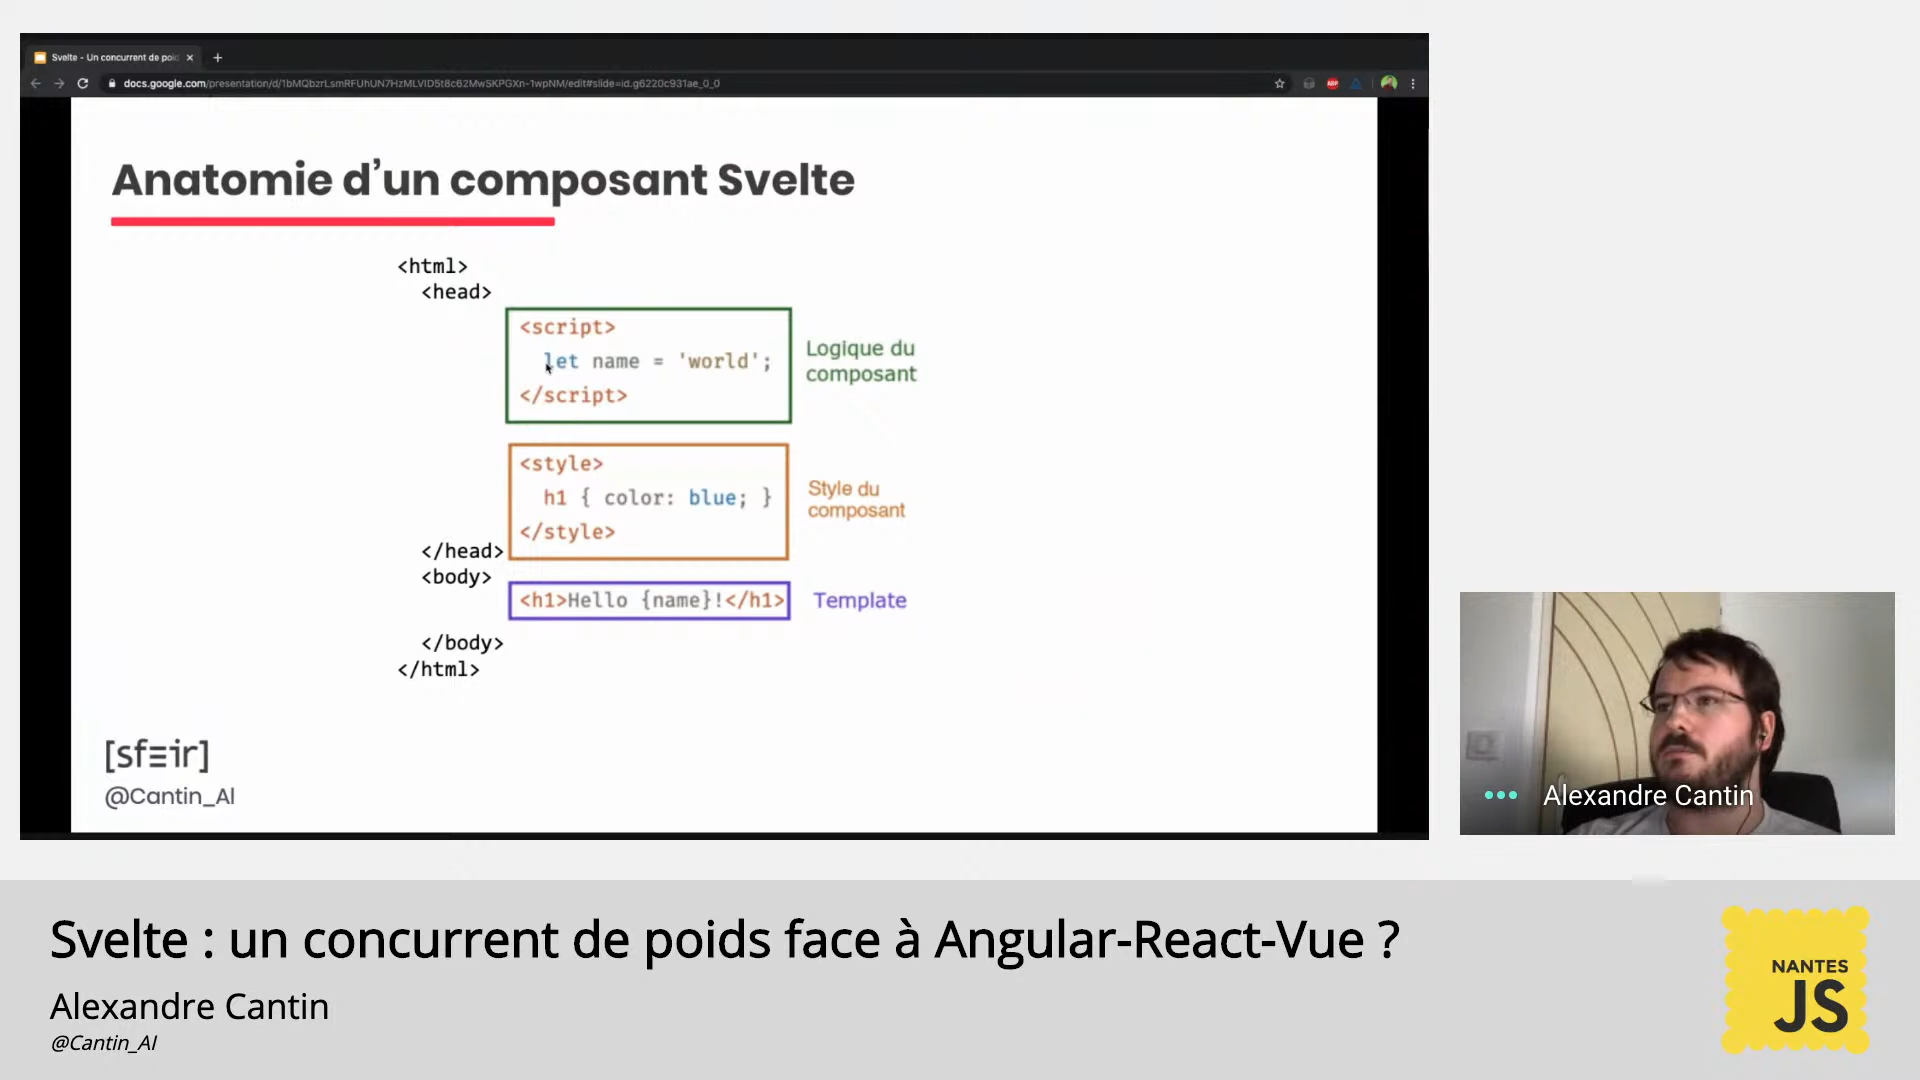 Svelte - Un concurrent de poid
docs.google.com/presentation/d/1bMQbzrLsmRFUhUN7HzMLVID5t8c62MwSKPGXn-1wpNM/edit#slide=id.g6220c931ae_0_0
ABP
Anatomie d’un composant Svelte
<html>
<head>
<script>
let name = 'world';
</script>
Logique du
composant
<style>
h1 { color: blue; }
</style>
Style du
composant
</head>
<body>
<h1>Hello {name}!</h1>
Template
</body>
</html>
[sfeir]
@Cantin_Al
Alexandre Cantin
Svelte : un concurrent de poids face à Angular-React-Vue ?
Alexandre Cantin
@Cantin_Al
NANTES
JS